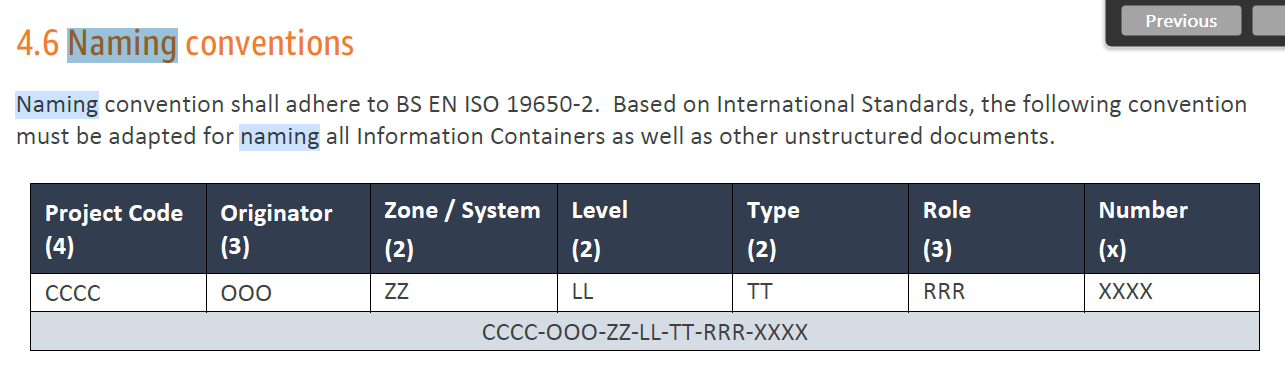 Previous
4.6 Naming conventions
Naming convention shall adhere to BS EN ISO 19650-2. Based on International Standards, the following convention
must be adapted for naming all Information Containers as well as other unstructured documents.
Project Code Originator Zone / System Level Type Role Number
(4) (3) (2) (2) (2) (3) (x)
CCCC OOO ZZ LL TT RRR XXXX
CCCC-OOO-ZZ-LL-TT-RRR-XXXX